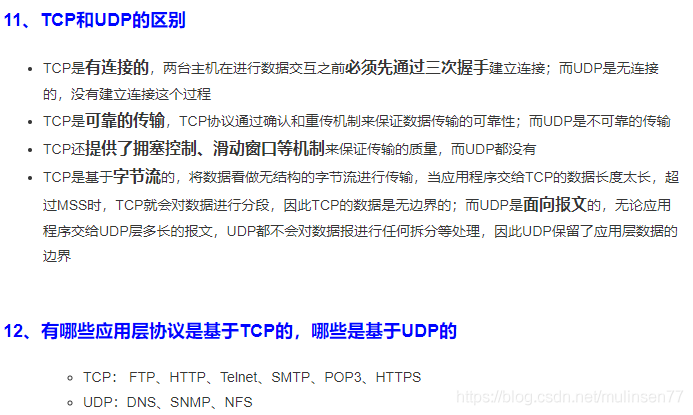 11、TCP和UDP的区别
TCP是有连接的，两台主机在进行数据交互之前必须先通过三次握手建立连接；而UDP是无连接
的，没有建立连接这个过程
TCP是可靠的传输，TCP协议通过确认和重传机制来保证数据传输的可靠性；而UDP是不可靠的传输
TCP还提供了拥塞控制、滑动窗口等机制来保证传输的质量，而UDP都没有
TCP是基于字节流的，将数据看做无结构的字节流进行传输，当应用程序交给TCP的数据长度太长，超
过MSS时，TCP就会对数据进行分段，因此TCP的数据是无边界的；而UDP是面向报文的，无论应用
程序交给UDP层多长的报文，UDP都不会对数据报进行任何拆分等处理，因此UDP保留了应用层数据的
边界
12、有哪些应用层协议是基于TCP的，哪些是基于UDP的
TCP： FTP、HTTP、Telnet、SMTP、POP3、HTTPS
UDP：DNS、SNMP、NFS
https://blog.csdn.net/mulinsen77